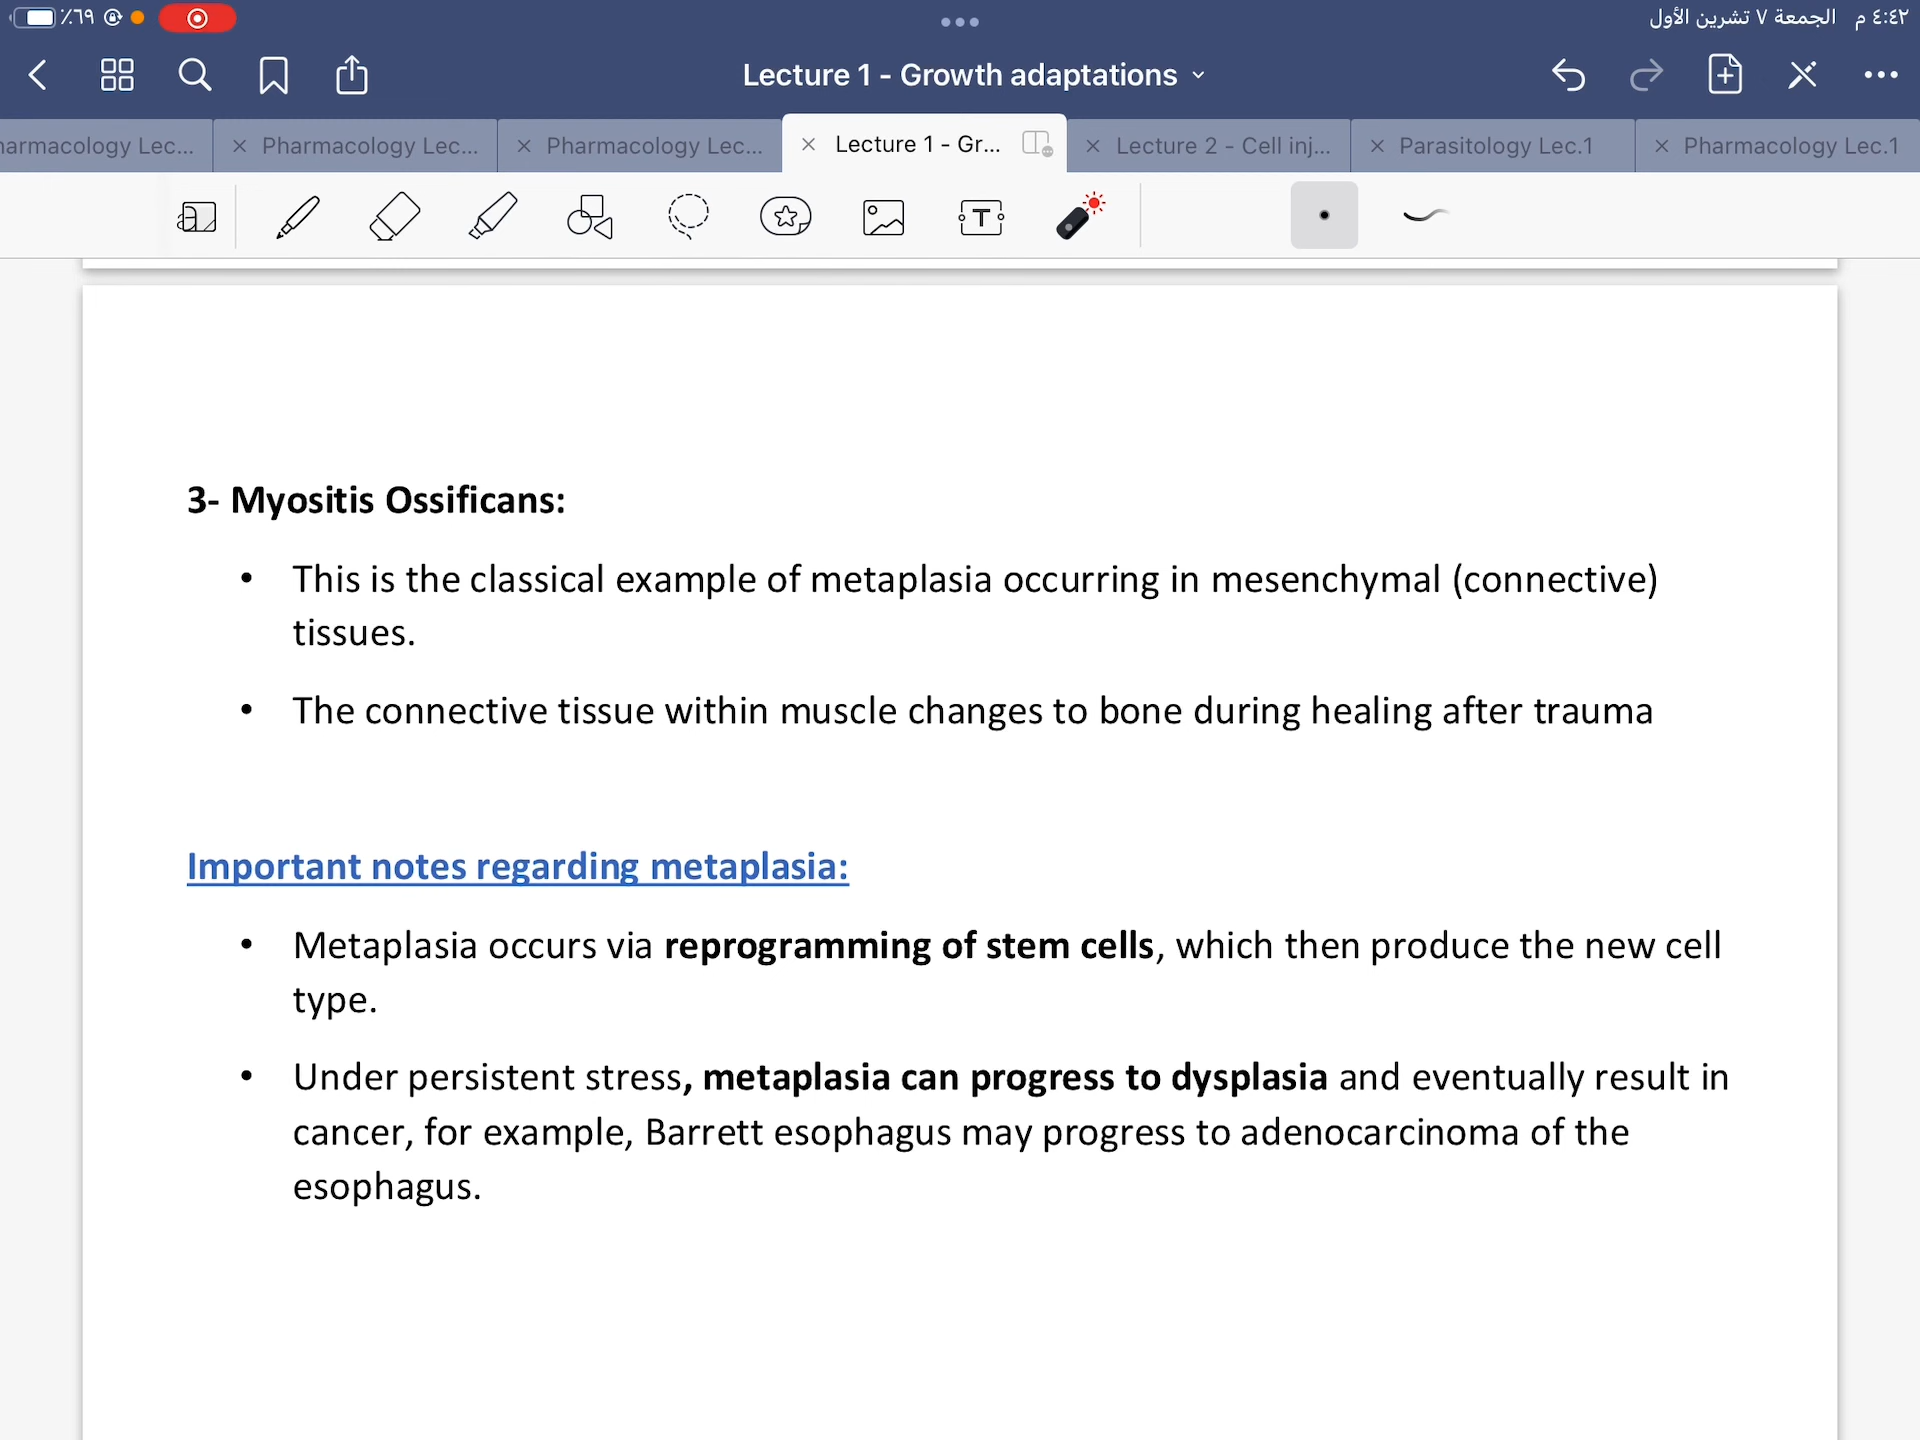 ٪٦٩
٤:٤٢ م الجمعة ٧ تشرين الأول
Lecture 1 - Growth adaptations
armacology Lec...
Pharmacology Lec...
Pharmacology Lec...
Lecture 1 - Gr...
Lecture 2 - Cell inj...
Parasitology Lec.1
Pharmacology Lec.1
3- Myositis Ossificans:
• This is the classical example of metaplasia occurring in mesenchymal (connective)
tissues.
• The connective tissue within muscle changes to bone during healing after trauma
Important notes regarding metaplasia:
• Metaplasia occurs via reprogramming of stem cells, which then produce the new cell
type.
• Under persistent stress, metaplasia can progress to dysplasia and eventually result in
cancer, for example, Barrett esophagus may progress to adenocarcinoma of the
esophagus.